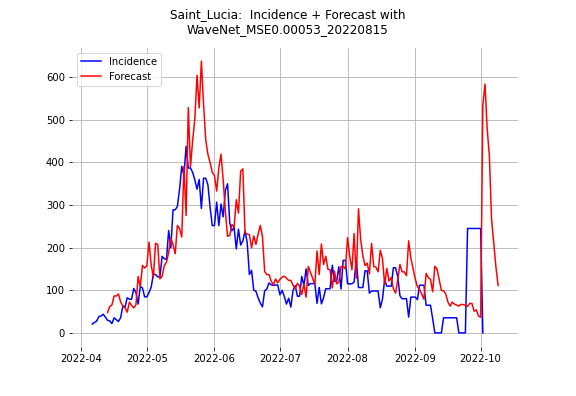 Saint_Lucia:  Incidence + Forecast with
WaveNet_MSE0.00053_20220815
Incidence
Forecast
600
500
400
300
200
100
0
2022-04 2022-05 2022-06 2022-07 2022-08 2022-09 2022-10